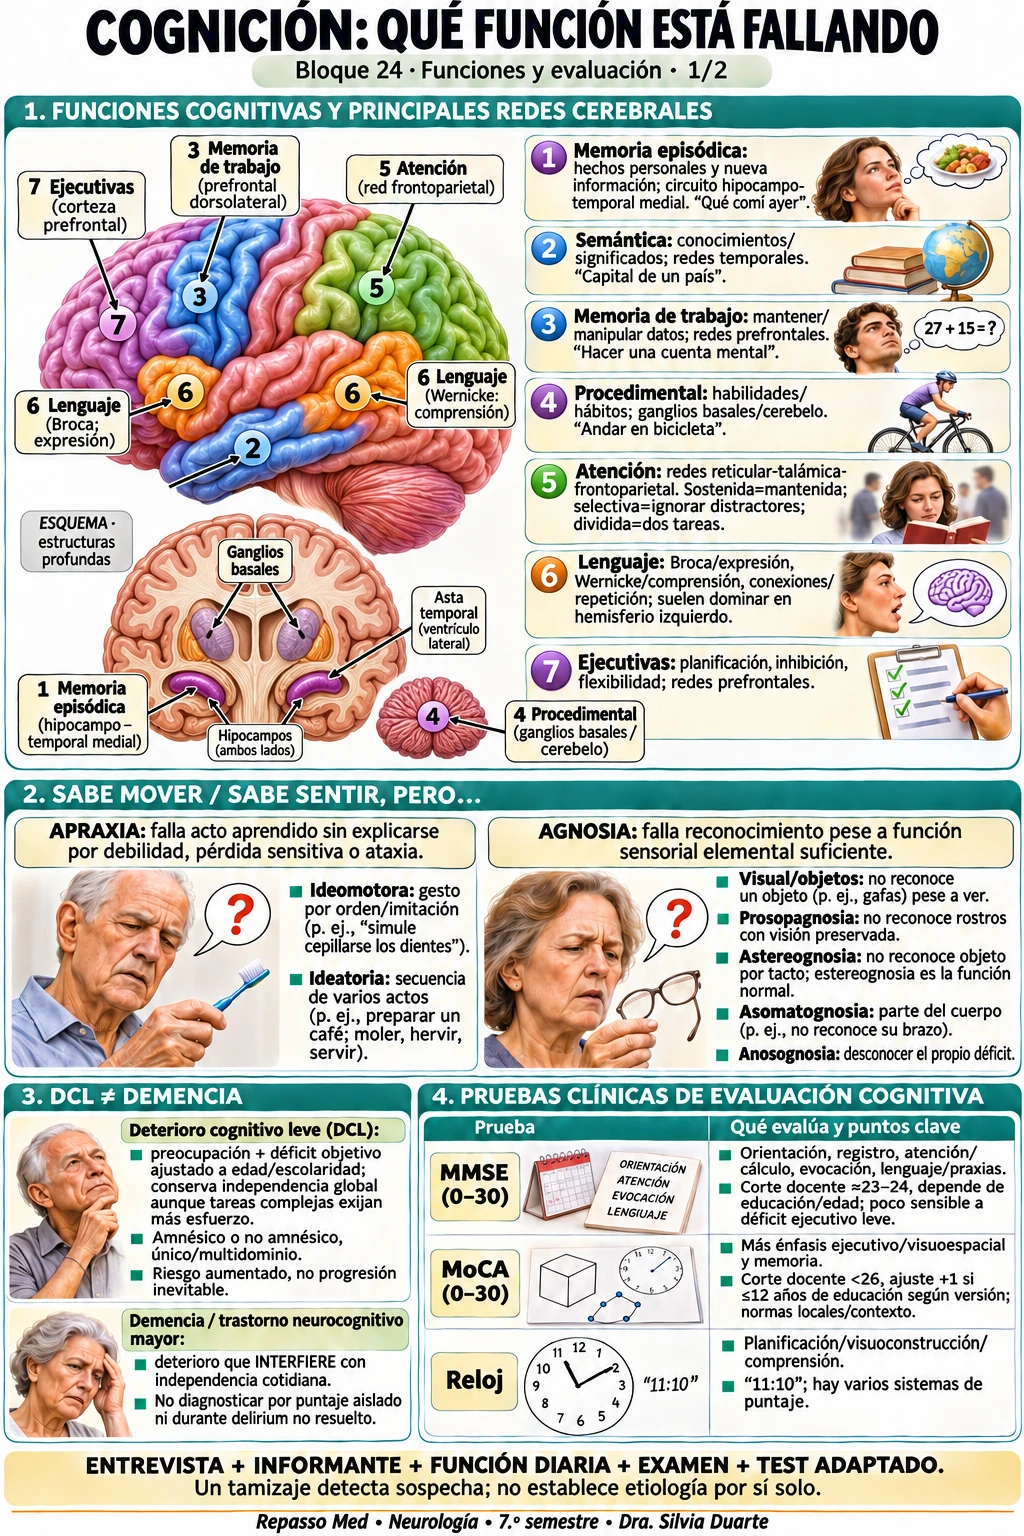 COGNICIÓN: QUÉ FUNCIÓN ESTÁ FALLANDO
Bloque 24 · Funciones y evaluación · 1/2
1. FUNCIONES COGNITIVAS Y PRINCIPALES REDES CEREBRALES
3 Memoria
de trabajo
(prefrontal
dorsolateral)
5 Atención
(red frontoparietal)
7 Ejecutivas
(corteza
prefrontal)
7
3
5
6
6
2
6 Lenguaje
(Broca;
expresión)
6 Lenguaje
(Wernicke:
comprensión)
ESQUEMA ·
estructuras
profundas
Ganglios
basales
Asta
temporal
(ventrículo
lateral)
1 Memoria
episódica
(hipocampo –
temporal medial)
Hipocampos
(ambos lados)
4
4 Procedimental
(ganglios basales /
cerebelo)
1 Memoria episódica:
hechos personales y nueva
información; circuito hipocampo-
temporal medial. “Qué comí ayer”.
2 Semántica: conocimientos/
significados; redes temporales.
“Capital de un país”.
3 Memoria de trabajo: mantener/
manipular datos; redes prefrontales.
“Hacer una cuenta mental”.
27 + 15 = ?
4 Procedimental: habilidades/
hábitos; ganglios basales/cerebelo.
“Andar en bicicleta”.
5 Atención: redes reticular-talámica-
frontoparietal. Sostenida=mantenida;
selectiva=ignorar distractores;
dividida=dos tareas.
6 Lenguaje: Broca/expresión,
Wernicke/comprensión, conexiones/
repetición; suelen dominar en
hemisferio izquierdo.
7 Ejecutivas: planificación, inhibición,
flexibilidad; redes prefrontales.
2. SABE MOVER / SABE SENTIR, PERO...
APRAXIA: falla acto aprendido sin explicarse
por debilidad, pérdida sensitiva o ataxia.
?
Ideomotora: gesto
por orden/imitación
(p. ej., “simule
cepillarse los dientes”).
Ideatoria: secuencia
de varios actos
(p. ej., preparar un
café; moler, hervir,
servir).
AGNOSIA: falla reconocimiento pese a función
sensorial elemental suficiente.
?
Visual/objetos: no reconoce
un objeto (p. ej., gafas) pese a ver.
Prosopagnosia: no reconoce rostros
con visión preservada.
Astereognosia: no reconoce objeto
por tacto; estereognosia es la función
normal.
Asomatognosia: parte del cuerpo
(p. ej., no reconoce su brazo).
Anosognosia: desconocer el propio déficit.
3. DCL ≠ DEMENCIA
Deterioro cognitivo leve (DCL):
preocupación + déficit objetivo
ajustado a edad/escolaridad;
conserva independencia global
aunque tareas complejas exijan
más esfuerzo.
Amnésico o no amnésico,
único/multidominio.
Riesgo aumentado, no progresión
inevitable.
Demencia / trastorno neurocognitivo
mayor:
deterioro que INTERFIERE con
independencia cotidiana.
No diagnosticar por puntaje aislado
ni durante delirium no resuelto.
4. PRUEBAS CLÍNICAS DE EVALUACIÓN COGNITIVA
Prueba
Qué evalúa y puntos clave
MMSE
(0–30)
ORIENTACIÓN
ATENCIÓN
EVOCACIÓN
LENGUIAJE
Orientación, registro, atención/
cálculo, evocación, lenguaje/praxias.
Corte docente ≈23–24, depende de
educación/edad; poco sensible a
déficit ejecutivo leve.
MoCA
(0–30)
Más énfasis ejecutivo/visuoespacial
y memoria.
Corte docente <26, ajuste +1 si
≤12 años de educación según versión;
normas locales/contexto.
Reloj
12
1
2
3
4
5
6
7
8
9
10
11
“11:10”
Planificación/visuoconstrucción/
comprensión.
“11:10”; hay varios sistemas de
puntaje.
ENTREVISTA + INFORMANTE + FUNCIÓN DIARIA + EXAMEN + TEST ADAPTADO.
Un tamizaje detecta sospecha; no establece etiología por sí solo.
Repasso Med • Neurología • 7.º semestre • Dra. Silvia Duarte